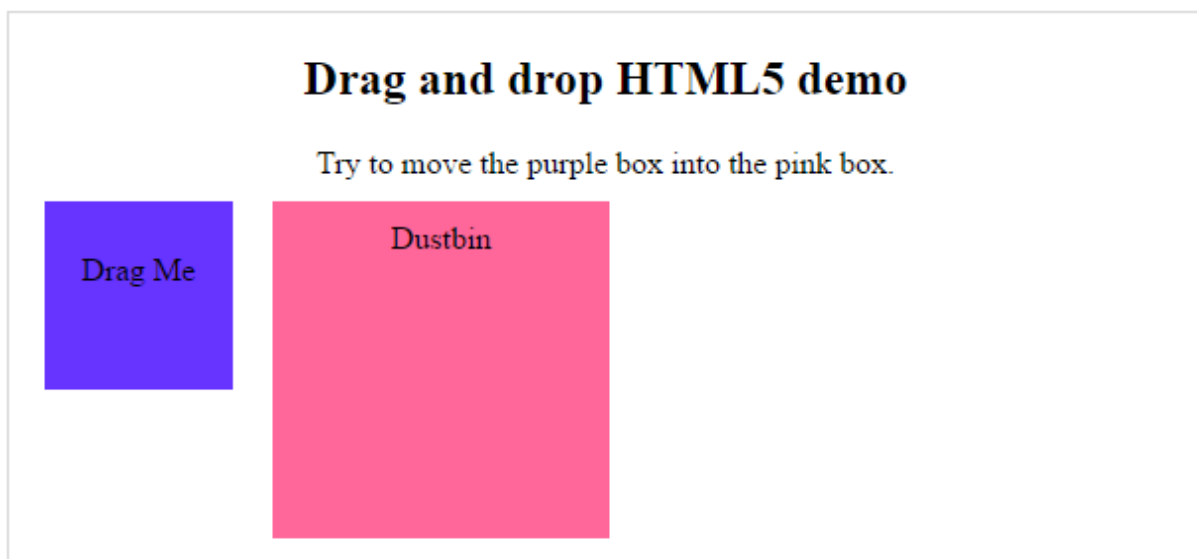 Drag and drop HTML5 demo
Try to move the purple box into the pink box.
Drag Me
Dustbin